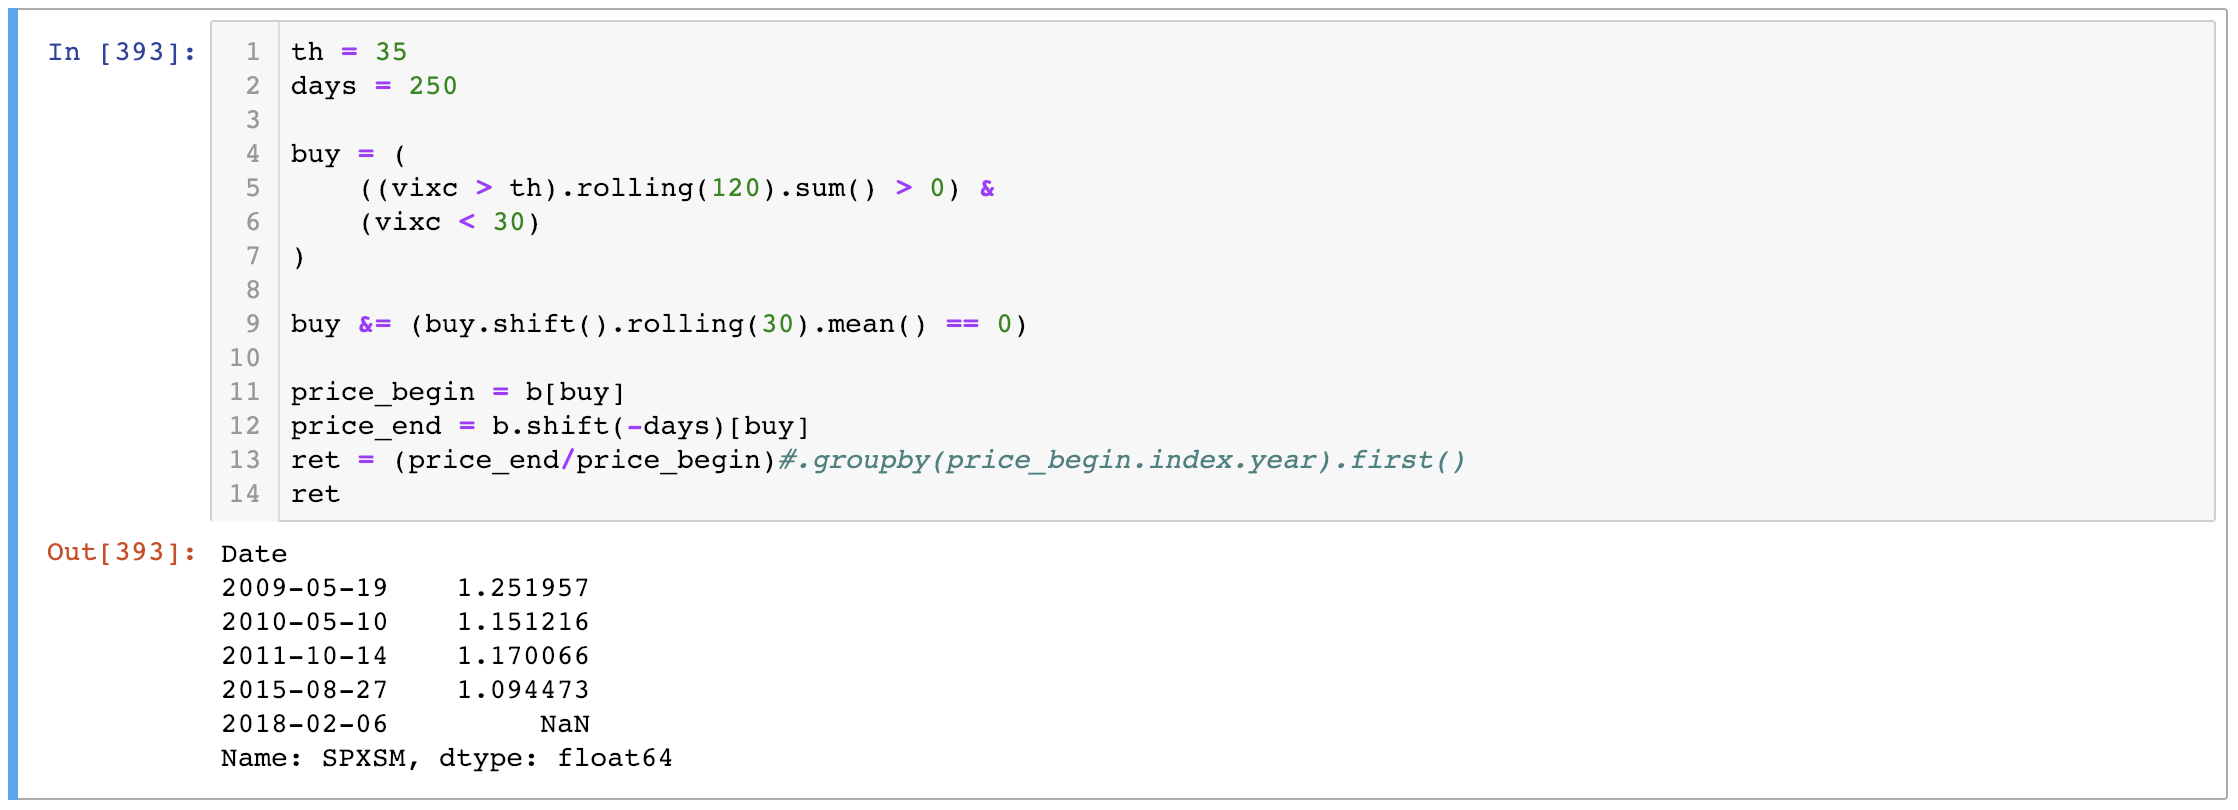 In [393]:
1 th = 35
2 days = 250
3
4 buy = (
5     ((vixc > th).rolling(120).sum() > 0) &
6     (vixc < 30)
7 )
8
9 buy &= (buy.shift().rolling(30).mean() == 0)
10
11 price_begin = b[buy]
12 price_end = b.shift(-days)[buy]
13 ret = (price_end/price_begin)#.groupby(price_begin.index.year).first()
14 ret
Out[393]: Date
2009-05-19    1.251957
2010-05-10    1.151216
2011-10-14    1.170066
2015-08-27    1.094473
2018-02-06         NaN
Name: SPXSM, dtype: float64